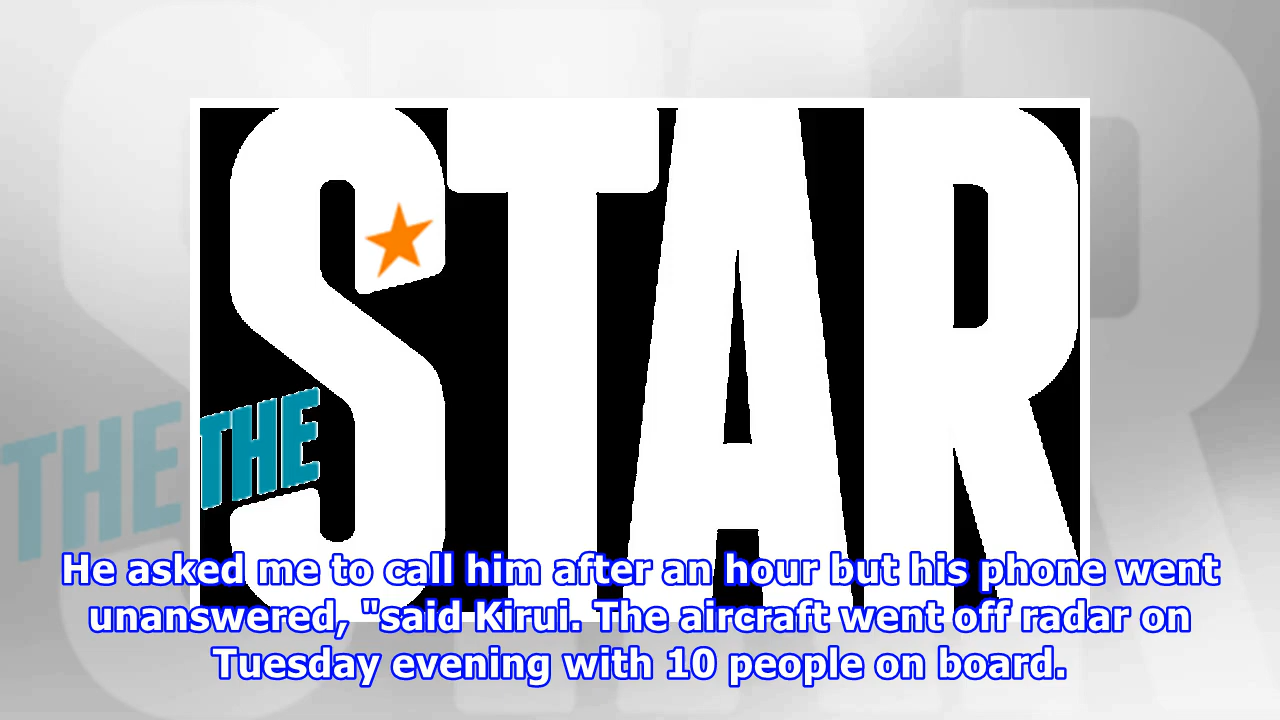 THE STAR
THE
He asked me to call him after an hour but his phone went
unanswered, "said Kirui. The aircraft went off radar on
Tuesday evening with 10 people on board.